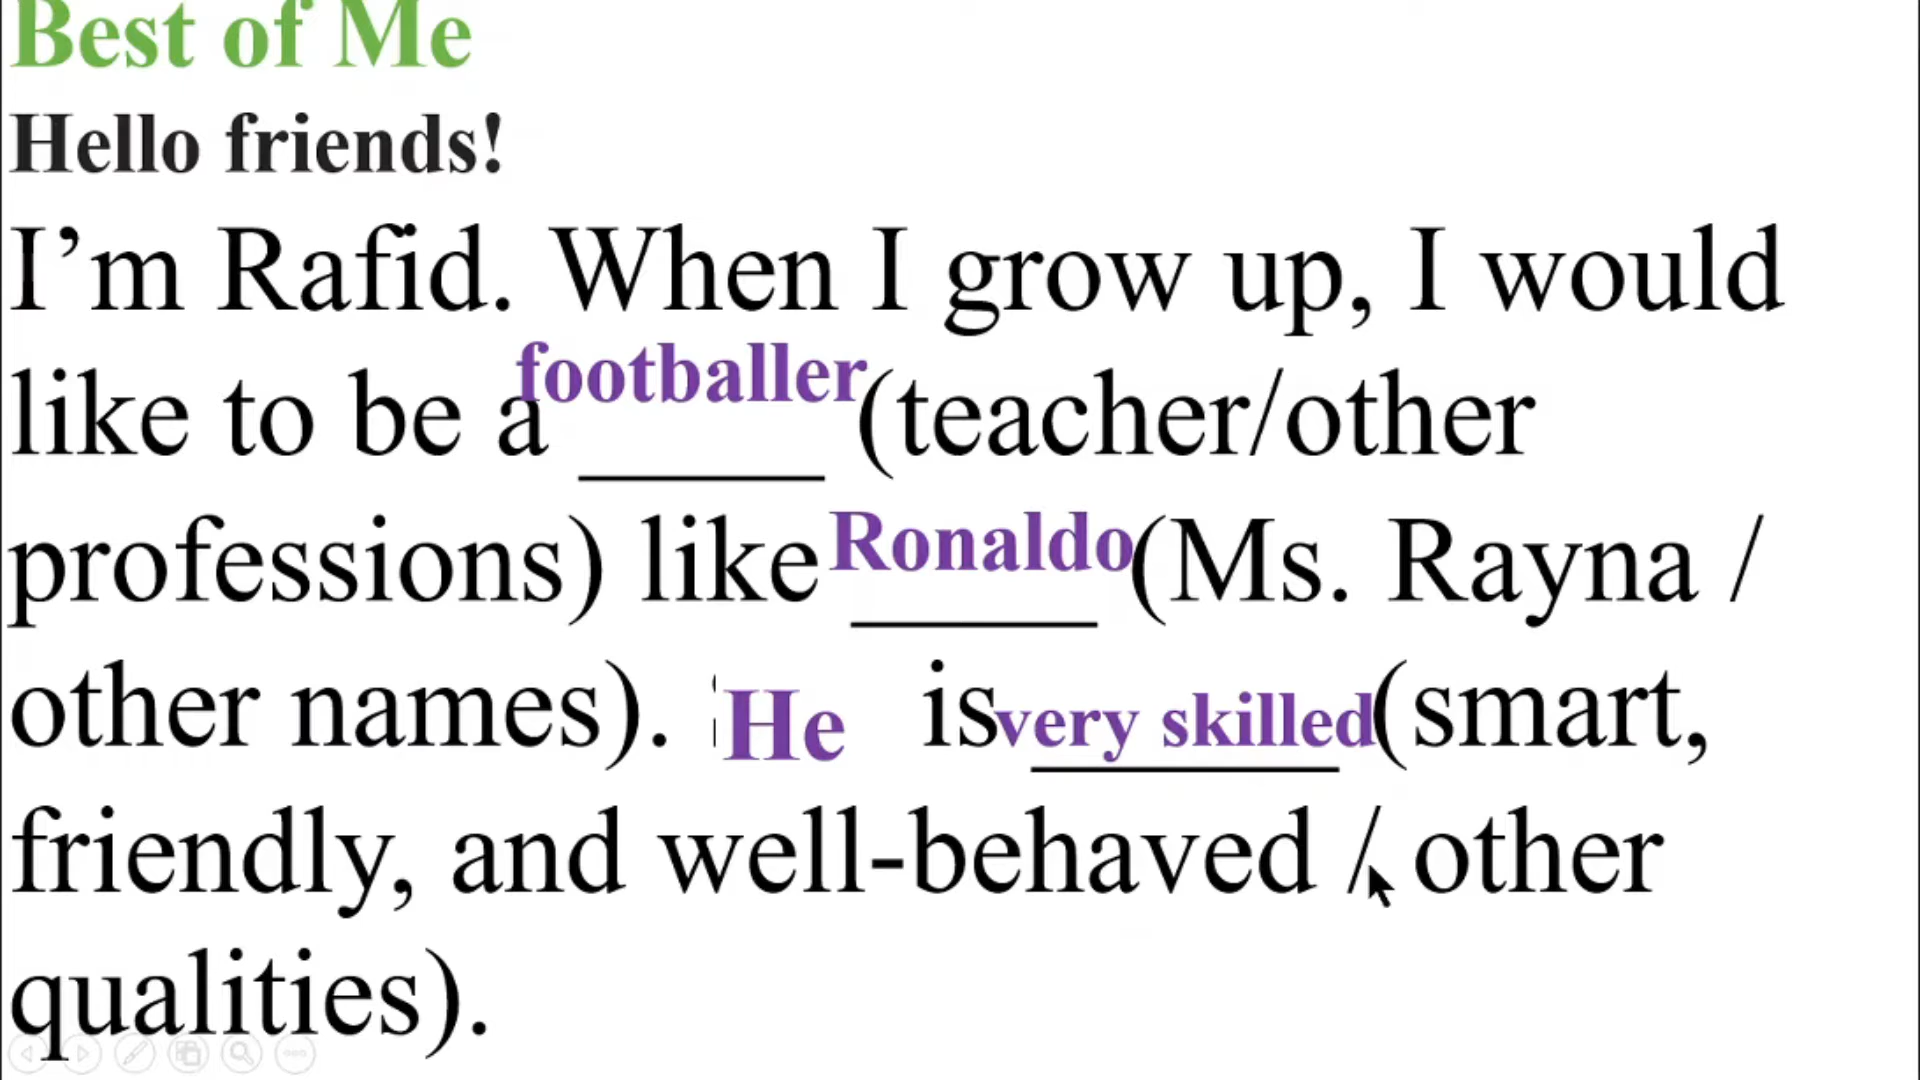 Best of Me
Hello friends!
I’m Rafid. When I grow up, I would
like to be a footballer (teacher/other
professions) like Ronaldo (Ms. Rayna /
other names). He is very skilled (smart,
friendly, and well-behaved / other
qualities).